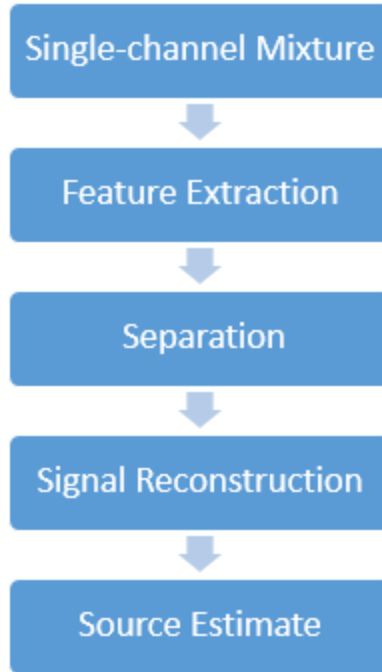 Single-channel Mixture
Feature Extraction
Separation
Signal Reconstruction
Source Estimate